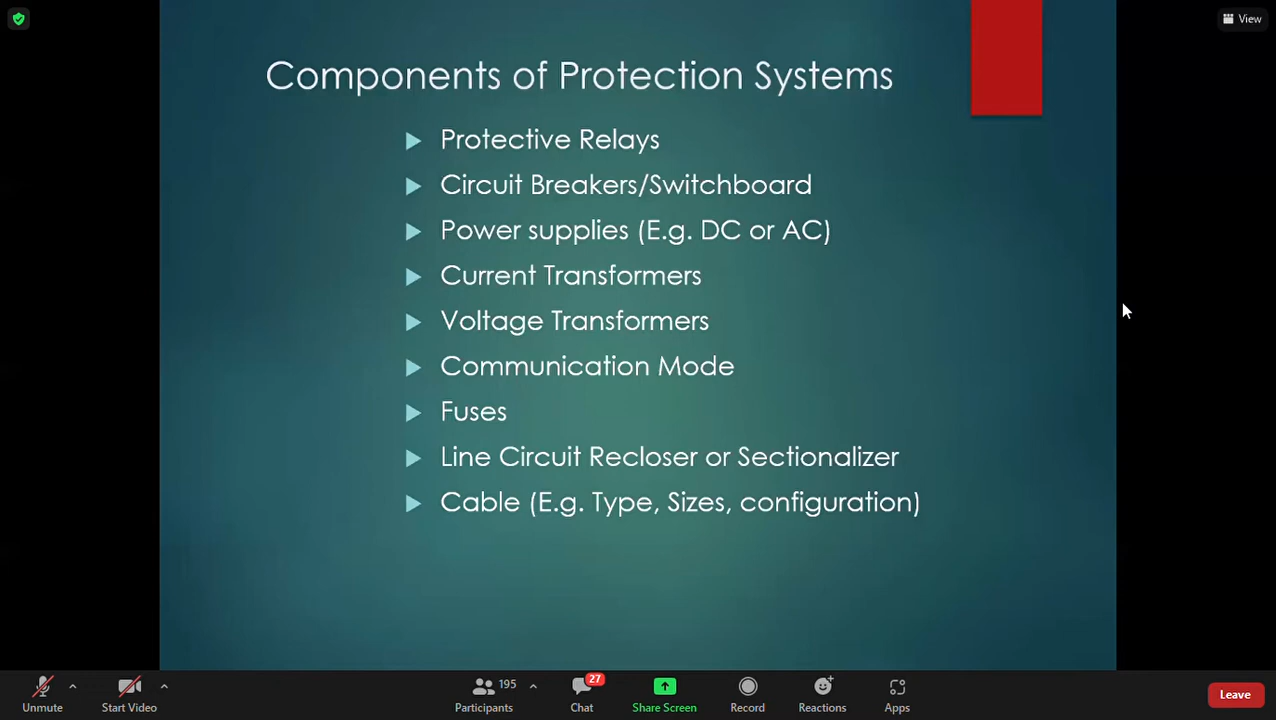 View
Components of Protection Systems
Protective Relays
Circuit Breakers/Switchboard
Power supplies (E.g. DC or AC)
Current Transformers
Voltage Transformers
Communication Mode
Fuses
Line Circuit Recloser or Sectionalizer
Cable (E.g. Type, Sizes, configuration)
195
27
Unmute
Start Video
Participants
Chat
Share Screen
Record
Reactions
Apps
Leave